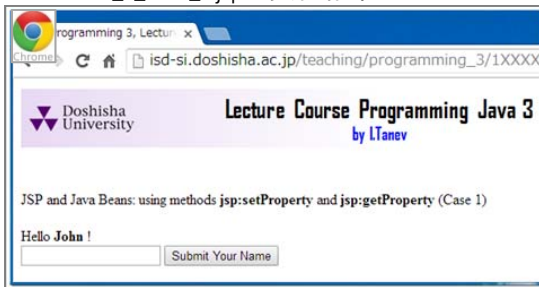 rogramming 3, Lectur
Chrome
isd-si.doshisha.ac.jp/teaching/programming_3/1XXXX
Doshisha
University
Lecture Course Programming Java 3
by I.Tanev
JSP and Java Beans: using methods jsp:setProperty and jsp:getProperty (Case 1)
Hello John !
Submit Your Name